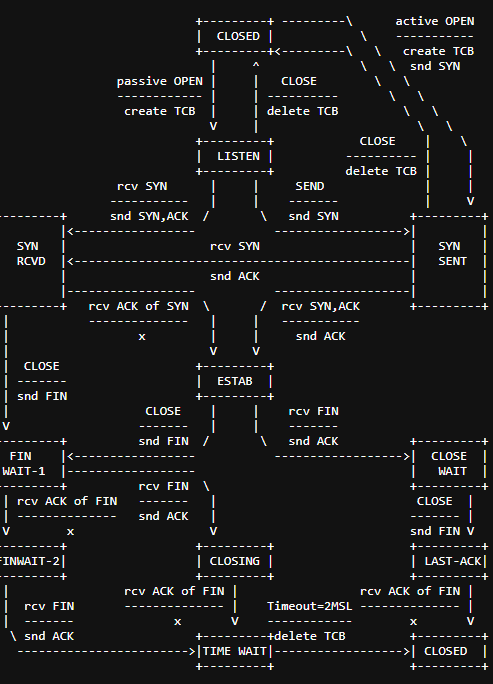 +---------+ ---------\ active OPEN
| CLOSED | \ -----------
+---------+<---------\ \ create TCB
| ^ \ \ snd SYN
passive OPEN | | CLOSE \ \
------------ | | ---------- \ \
create TCB | | delete TCB \ \
V | \ \
+---------+ CLOSE | \
| LISTEN | ---------- | |
+---------+ delete TCB | |
rcv SYN | | SEND | |
----------- | | ------- | V
--------+ snd SYN,ACK / \ snd SYN +---------+
|<----------------- ------------------>| |
SYN | rcv SYN | SYN |
RCVD |<-----------------------------------------------| SENT |
| snd ACK | |
|------------------ -------------------| |
--------+ rcv ACK of SYN \ / rcv SYN,ACK +---------+
| -------------- | | -----------
| x | | snd ACK
| V V
| CLOSE +---------+
| ------- | ESTAB |
| snd FIN +---------+
| CLOSE | | rcv FIN
V ------- | | -------
--------+ snd FIN / \ snd ACK +---------+
FIN |<----------------- ------------------>| CLOSE |
WAIT-1 |------------------ | WAIT |
--------+ rcv FIN \ +---------+
| rcv ACK of FIN ------- | CLOSE |
| -------------- snd ACK | ------- |
V x V snd FIN V
--------+ +---------+ +---------+
FINWAIT-2| | CLOSING | | LAST-ACK|
--------+ +---------+ +---------+
| rcv ACK of FIN | rcv ACK of FIN |
| rcv FIN -------------- | Timeout=2MSL -------------- |
| ------- x V ------------ x V
\ snd ACK +---------+delete TCB +---------+
------------------------>|TIME WAIT|------------------>| CLOSED |
+---------+ +---------+